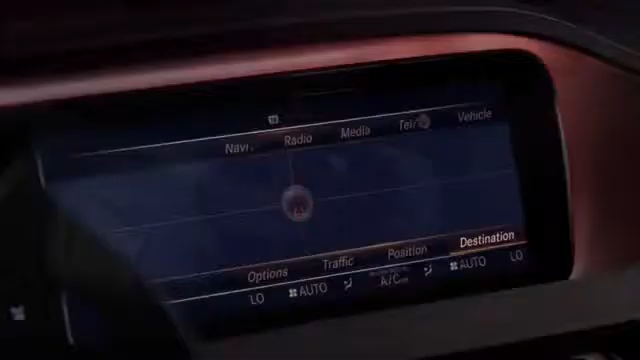 Navi Radio Media Tel/ Vehicle
Options Traffic Position Destination
LO AUTO A/C AUTO LO